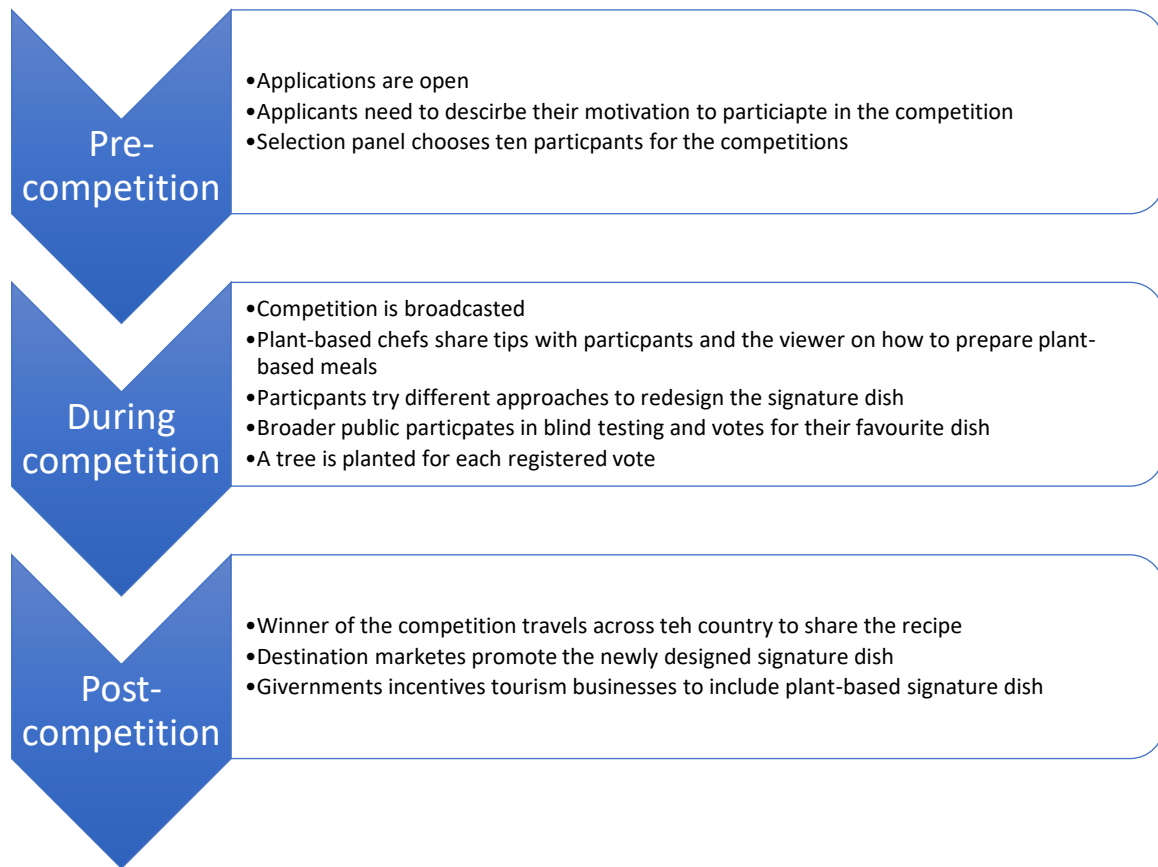 Pre-
competition
•Applications are open
•Applicants need to descirbe their motivation to particiapte in the competition
•Selection panel chooses ten particpants for the competitions
During
competition
•Competition is broadcasted
•Plant-based chefs share tips with particpants and the viewer on how to prepare plant-
based meals
•Particpants try different approaches to redesign the signature dish
•Broader public particpates in blind testing and votes for their favourite dish
•A tree is planted for each registered vote
Post-
competition
•Winner of the competition travels across teh country to share the recipe
•Destination marketes promote the newly designed signature dish
•Givernments incentives tourism businesses to include plant-based signature dish